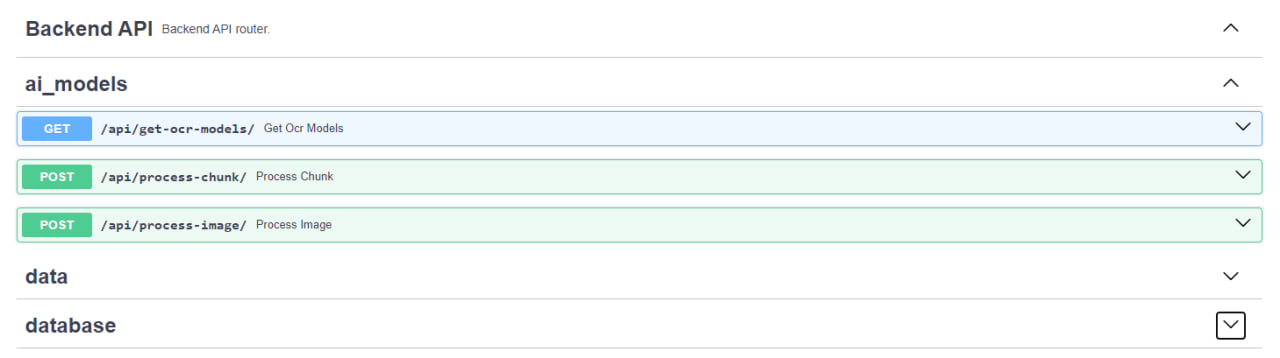 Backend API Backend API router.
ai_models
GET /api/get-ocr-models/ Get Ocr Models
POST /api/process-chunk/ Process Chunk
POST /api/process-image/ Process Image
data
database